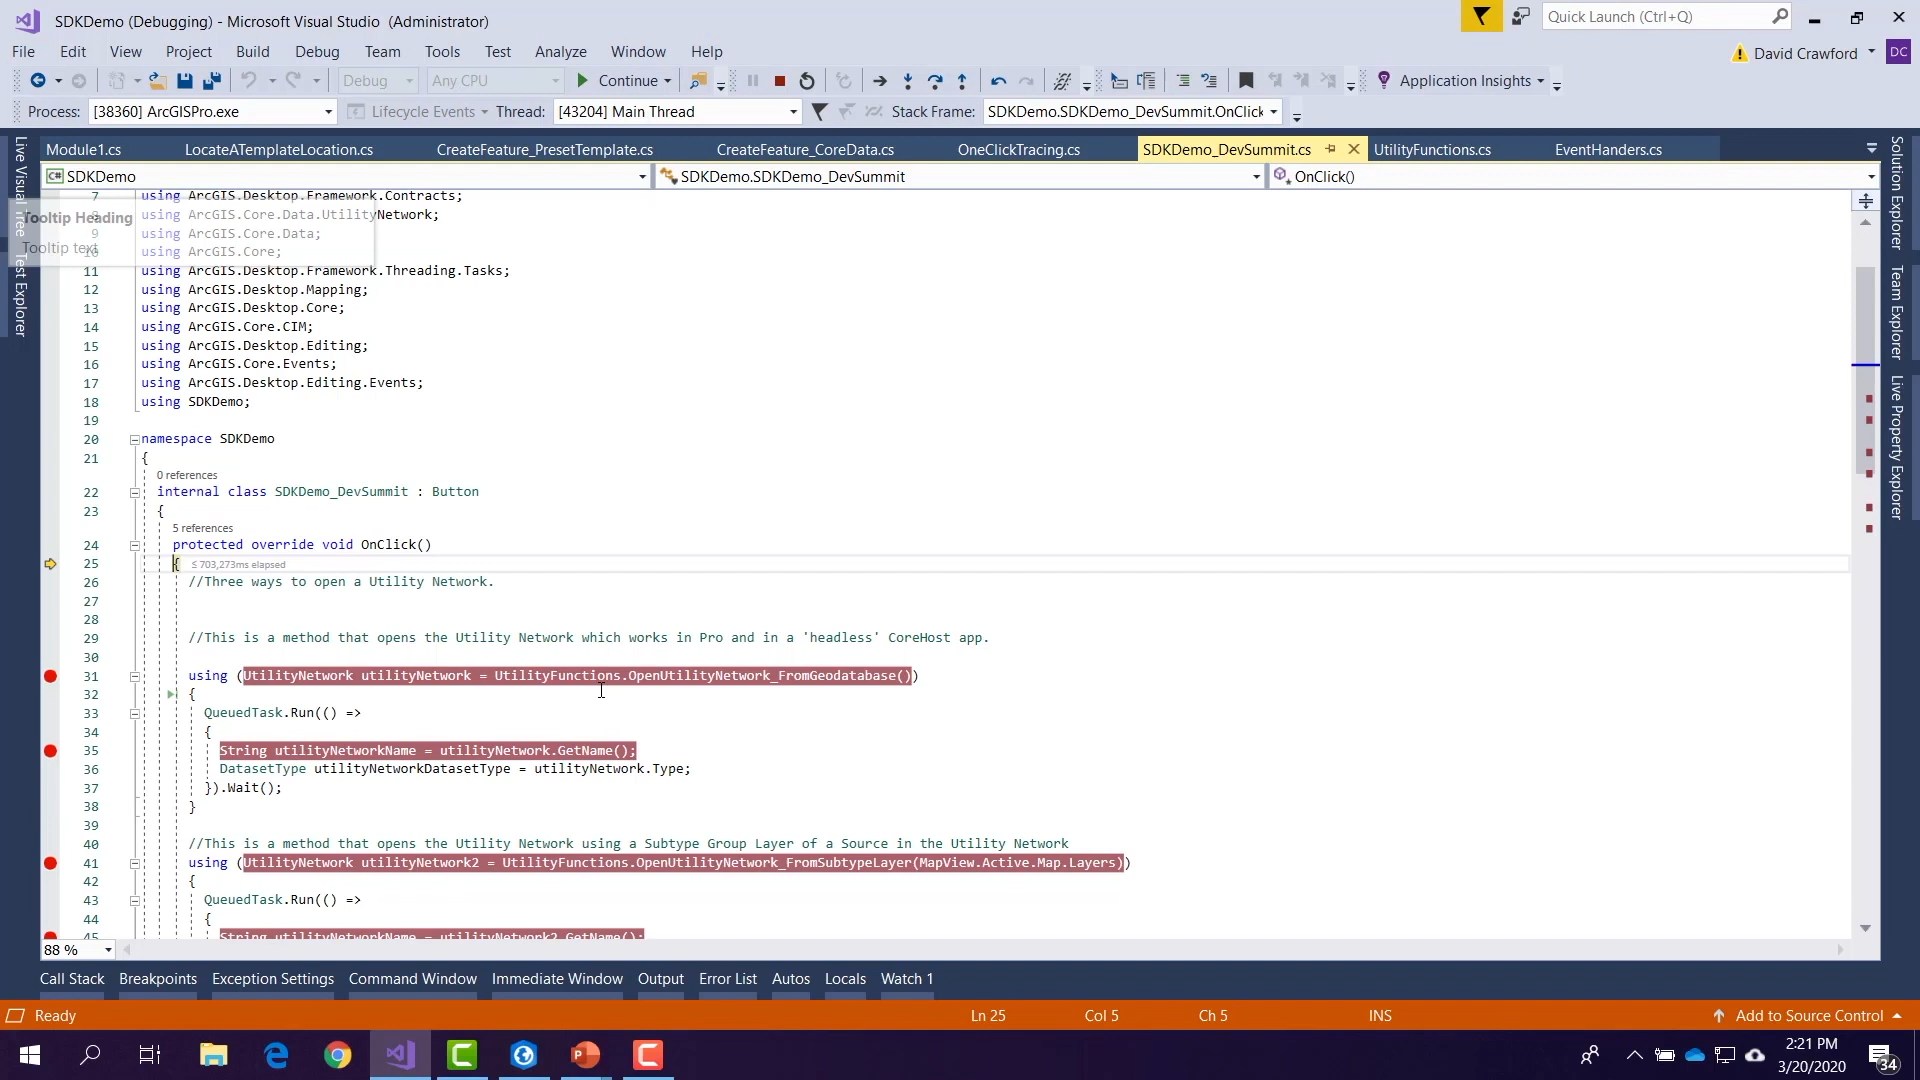 SDKDemo (Debugging) - Microsoft Visual Studio (Administrator)
Quick Launch (Ctrl+Q)
File Edit View Project Build Debug Team Tools Test Analyze Window Help
David Crawford DC
Debug Any CPU Continue Application Insights
Process: [38360] ArcGISPro.exe Lifecycle Events Thread: [43204] Main Thread Stack Frame: SDKDemo.SDKDemo_DevSummit.OnClick
Module1.cs LocateATemplateLocation.cs CreateFeature_PresetTemplate.cs CreateFeature_CoreData.cs OneClickTracing.cs SDKDemo_DevSummit.cs UtilityFunctions.cs EventHanders.cs
SDKDemo SDKDemo.SDKDemo_DevSummit OnClick()
Live Visual Tree
Test Explorer
Solution Explorer
Team Explorer
Live Property Explorer
Tooltip Heading
Tooltip text
7 using ArcGIS.Desktop.Framework.Contracts;
8 using ArcGIS.Core.Data.UtilityNetwork;
9 using ArcGIS.Core.Data;
10 using ArcGIS.Core;
11 using ArcGIS.Desktop.Framework.Threading.Tasks;
12 using ArcGIS.Desktop.Mapping;
13 using ArcGIS.Desktop.Core;
14 using ArcGIS.Core.CIM;
15 using ArcGIS.Desktop.Editing;
16 using ArcGIS.Core.Events;
17 using ArcGIS.Desktop.Editing.Events;
18 using SDKDemo;
19
20 namespace SDKDemo
21 {
0 references
22 internal class SDKDemo_DevSummit : Button
23 {
5 references
24 protected override void OnClick()
25 { ≤ 703,273ms elapsed
26 //Three ways to open a Utility Network.
27
28
29 //This is a method that opens the Utility Network which works in Pro and in a 'headless' CoreHost app.
30
31 using (UtilityNetwork utilityNetwork = UtilityFunctions.OpenUtilityNetwork_FromGeodatabase())
32 {
33 QueuedTask.Run(() =>
34 {
35 String utilityNetworkName = utilityNetwork.GetName();
36 DatasetType utilityNetworkDatasetType = utilityNetwork.Type;
37 }).Wait();
38 }
39
40 //This is a method that opens the Utility Network using a Subtype Group Layer of a Source in the Utility Network
41 using (UtilityNetwork utilityNetwork2 = UtilityFunctions.OpenUtilityNetwork_FromSubtypeLayer(MapView.Active.Map.Layers))
42 {
43 QueuedTask.Run(() =>
44 {
45 String utilityNetworkName = utilityNetwork2.GetName();
88 %
Call Stack Breakpoints Exception Settings Command Window Immediate Window Output Error List Autos Locals Watch 1
Ready Ln 25 Col 5 Ch 5 INS Add to Source Control
2:21 PM
3/20/2020
34